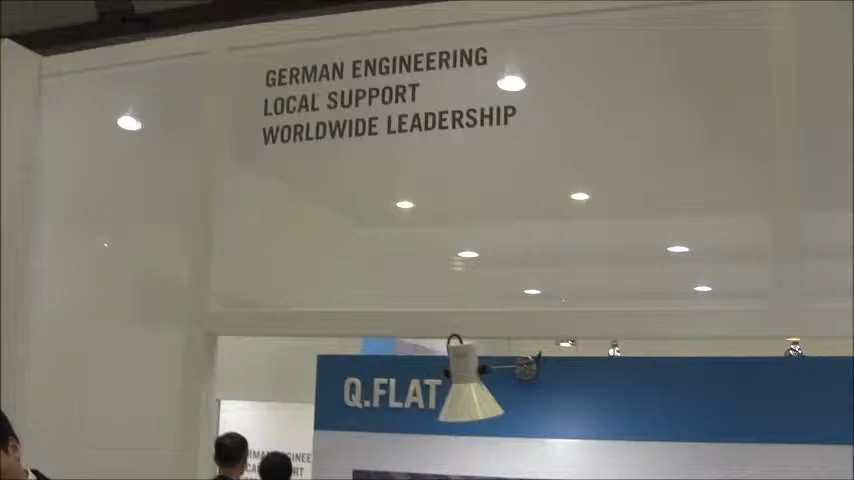 GERMAN ENGINEERING
LOCAL SUPPORT
WORLDWIDE LEADERSHIP
Q.FLAT